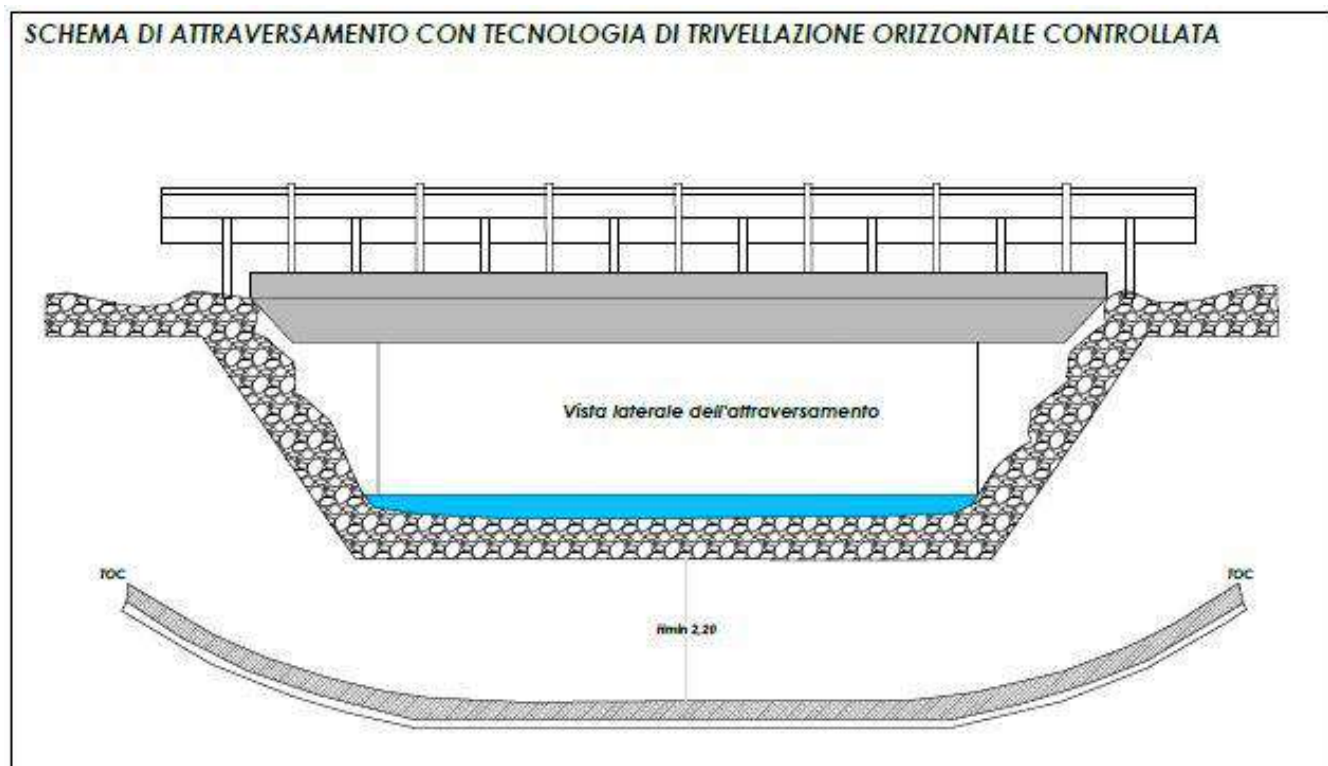 SCHEMA DI ATTRAVERSAMENTO CON TECNOLOGIA DI TRIVELLAZIONE ORIZZONTALE CONTROLLATA
Vista laterale dell'attraversamento
TOC
TOC
Hmin 2,20